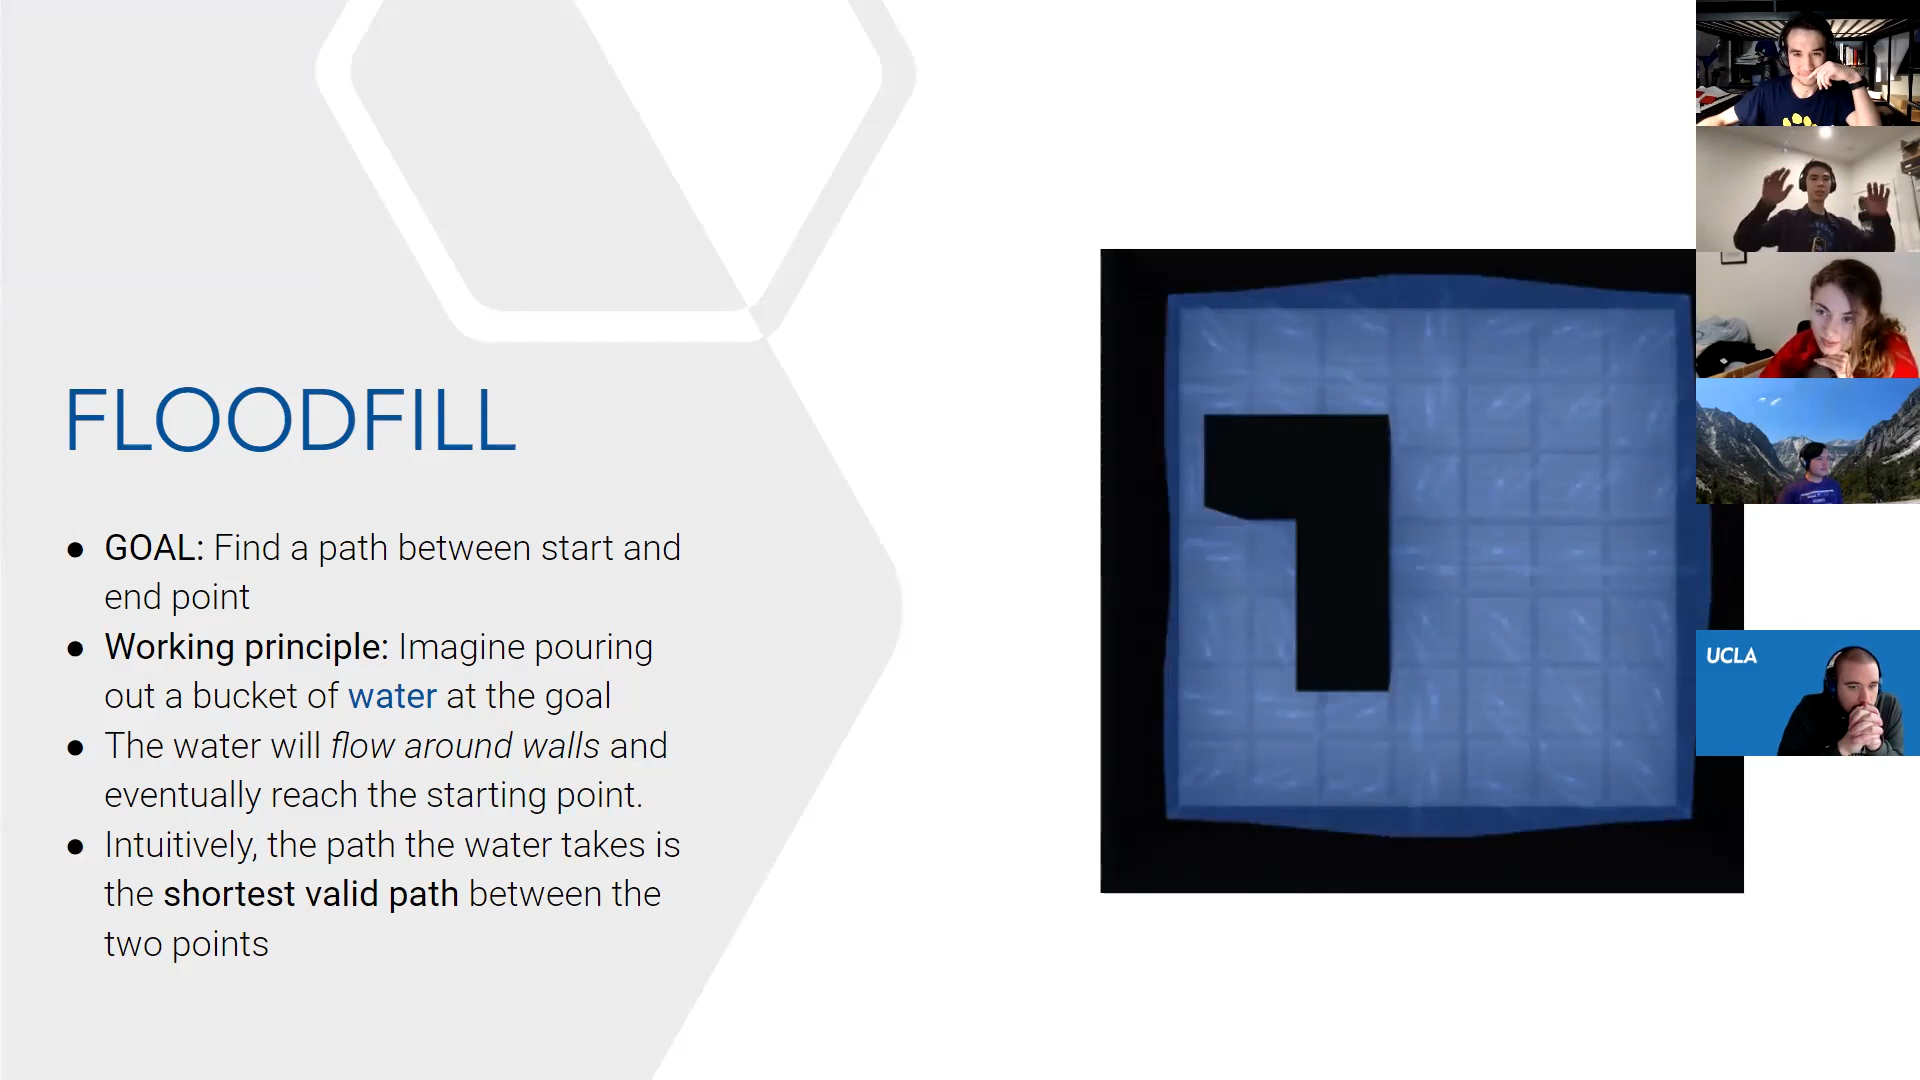 FLOODFILL
● GOAL: Find a path between start and
end point
● Working principle: Imagine pouring
out a bucket of water at the goal
● The water will flow around walls and
eventually reach the starting point.
● Intuitively, the path the water takes is
the shortest valid path between the
two points
UCLA